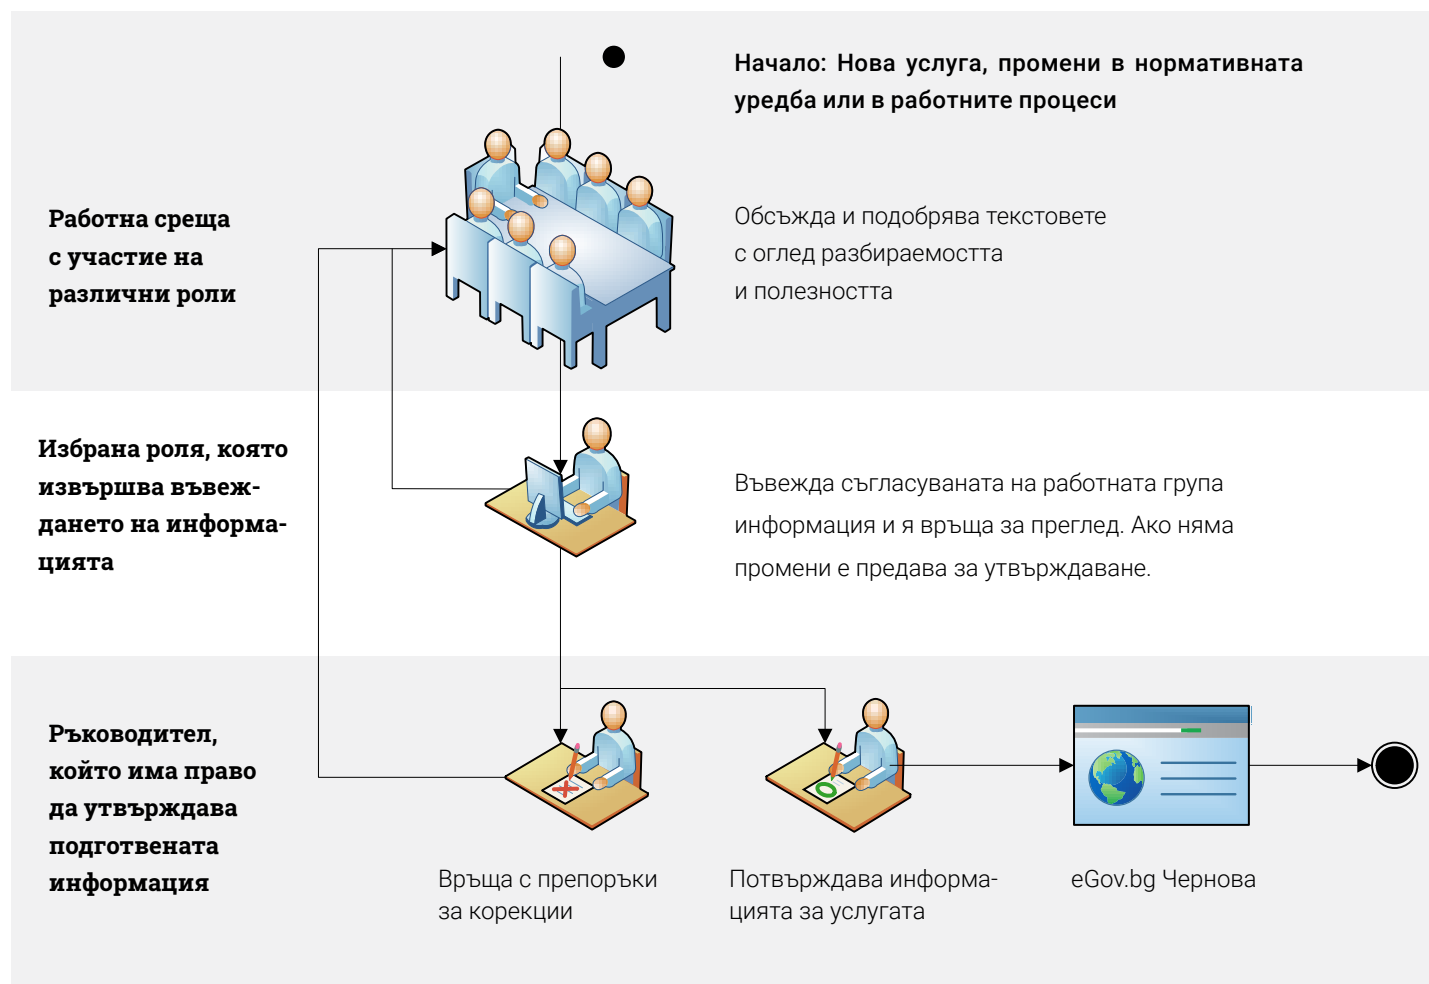 Начало: Нова услуга, промени в нормативната
уредба или в работните процеси
Работна среща
с участие на
различни роли
Обсъжда и подобрява текстовете
с оглед разбираемостта
и полезността
Избрана роля, която
извършва въвеж-
дането на информа-
цията
Въвежда съгласуваната на работната група
информация и я връща за преглед. Ако няма
промени е предава за утвърждаване.
Ръководител,
който има право
да утвърждава
подготвената
информация
Връща с препоръки
за корекции
Потвърждава информа-
цията за услугата
eGov.bg Чернова